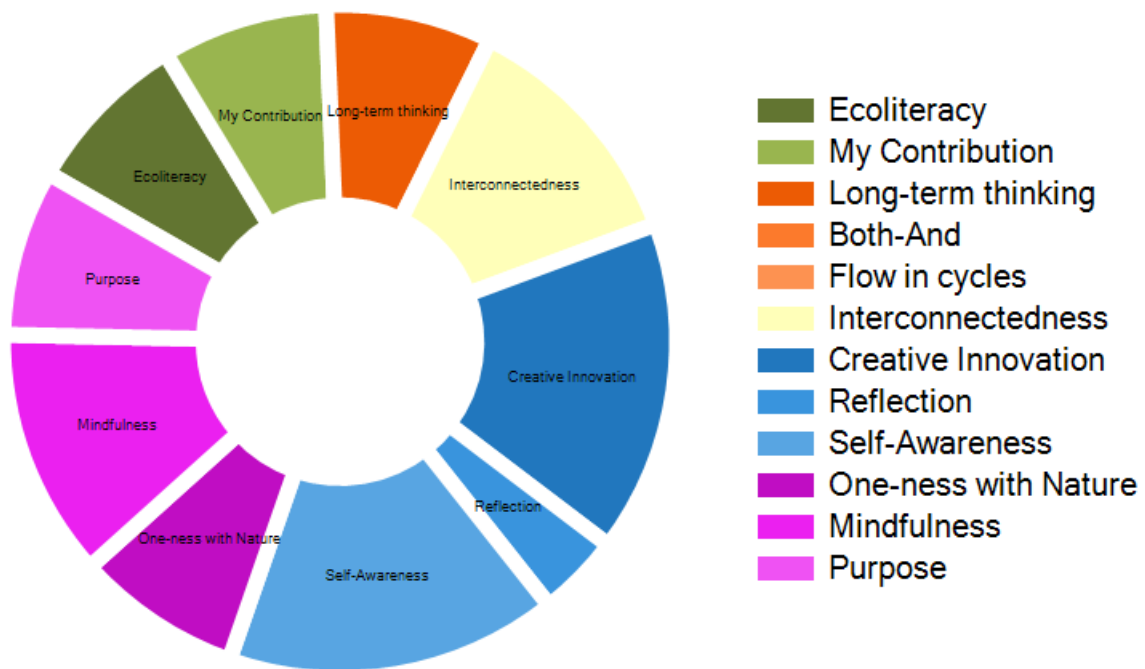 My Contribution
Long-term thinking
Ecoliteracy
Interconnectedness
Purpose
Creative Innovation
Mindfulness
Reflection
One-ness with Nature
Self-Awareness
Ecoliteracy
My Contribution
Long-term thinking
Both-And
Flow in cycles
Interconnectedness
Creative Innovation
Reflection
Self-Awareness
One-ness with Nature
Mindfulness
Purpose